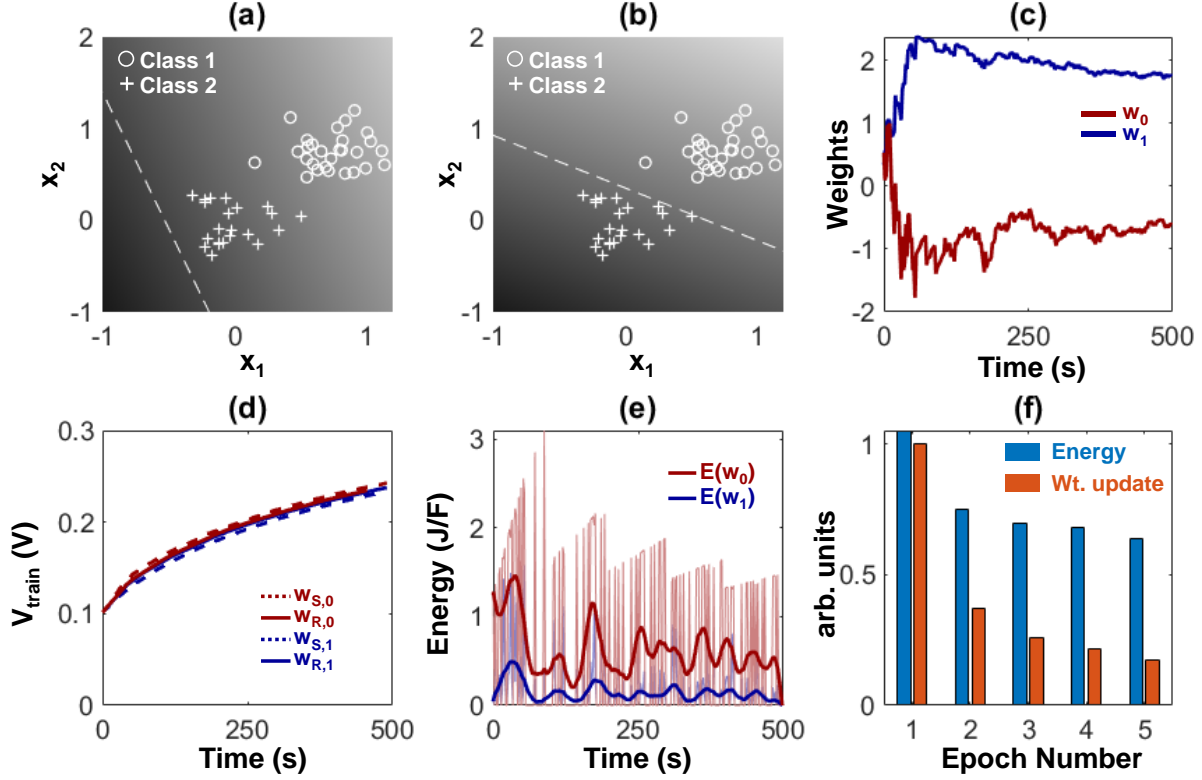 (a)
2
1
0
-1
x2
Class 1
Class 2
-1
0
1
x1
(b)
2
1
0
-1
x2
Class 1
Class 2
-1
0
1
x1
(c)
2
1
0
-1
-2
Weights
w0
w1
0
250
500
Time (s)
(d)
0.3
0.2
0.1
0
Vtrain (V)
wS,0
wR,0
wS,1
wR,1
0
250
500
Time (s)
(e)
3
2
1
0
Energy (J/F)
E(w0)
E(w1)
0
250
500
Time (s)
(f)
1
0.5
0
arb. units
Energy
Wt. update
1
2
3
4
5
Epoch Number